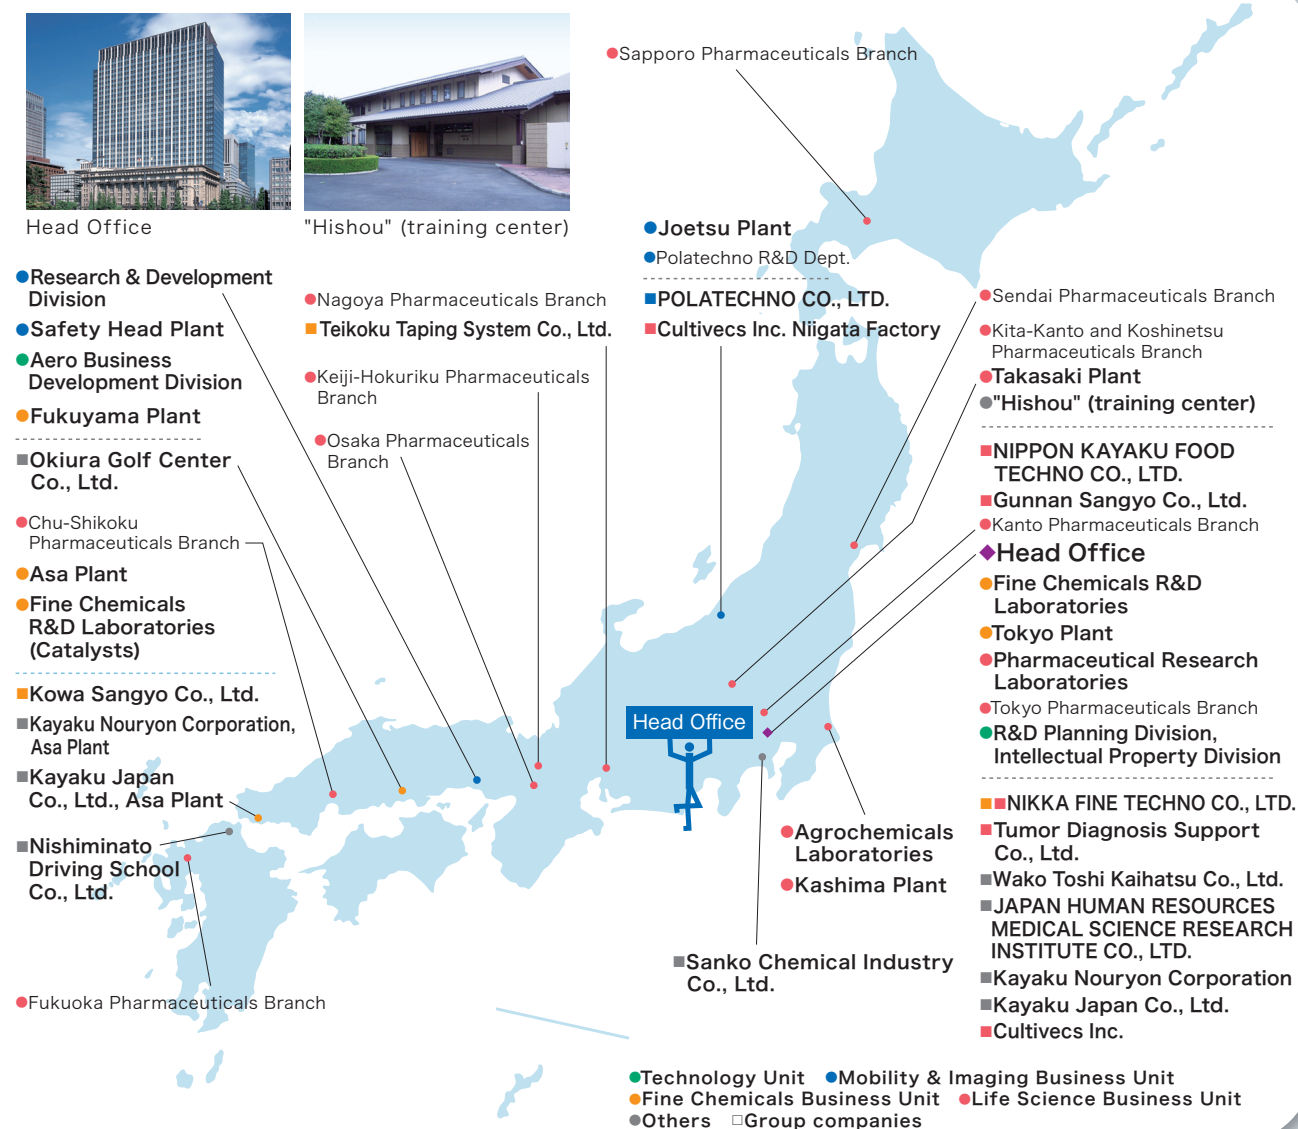 Head Office
"Hishou" (training center)
Research & Development
Division
Safety Head Plant
Aero Business
Development Division
Fukuyama Plant
Okiura Golf Center
Co., Ltd.
Chu-Shikoku
Pharmaceuticals Branch
Asa Plant
Fine Chemicals
R&D Laboratories
(Catalysts)
Kowa Sangyo Co., Ltd.
Kayaku Nouryon Corporation,
Asa Plant
Kayaku Japan
Co., Ltd., Asa Plant
Nishiminato
Driving School
Co., Ltd.
Fukuoka Pharmaceuticals Branch
Nagoya Pharmaceuticals Branch
Teikoku Taping System Co., Ltd.
Keiji-Hokuriku Pharmaceuticals
Branch
Osaka Pharmaceuticals
Branch
Sapporo Pharmaceuticals Branch
Joetsu Plant
Polatechno R&D Dept.
POLATECHNO CO., LTD.
Cultivecs Inc. Niigata Factory
Head Office
Agrochemicals
Laboratories
Kashima Plant
Sanko Chemical Industry
Co., Ltd.
Sendai Pharmaceuticals Branch
Kita-Kanto and Koshinetsu
Pharmaceuticals Branch
Takasaki Plant
"Hishou" (training center)
NIPPON KAYAKU FOOD
TECHNO CO., LTD.
Gunnan Sangyo Co., Ltd.
Kanto Pharmaceuticals Branch
Head Office
Fine Chemicals R&D
Laboratories
Tokyo Plant
Pharmaceutical Research
Laboratories
Tokyo Pharmaceuticals Branch
R&D Planning Division,
Intellectual Property Division
NIKKA FINE TECHNO CO., LTD.
Tumor Diagnosis Support
Co., Ltd.
Wako Toshi Kaihatsu Co., Ltd.
JAPAN HUMAN RESOURCES
MEDICAL SCIENCE RESEARCH
INSTITUTE CO., LTD.
Kayaku Nouryon Corporation
Kayaku Japan Co., Ltd.
Cultivecs Inc.
Technology Unit Mobility & Imaging Business Unit
Fine Chemicals Business Unit Life Science Business Unit
Others Group companies